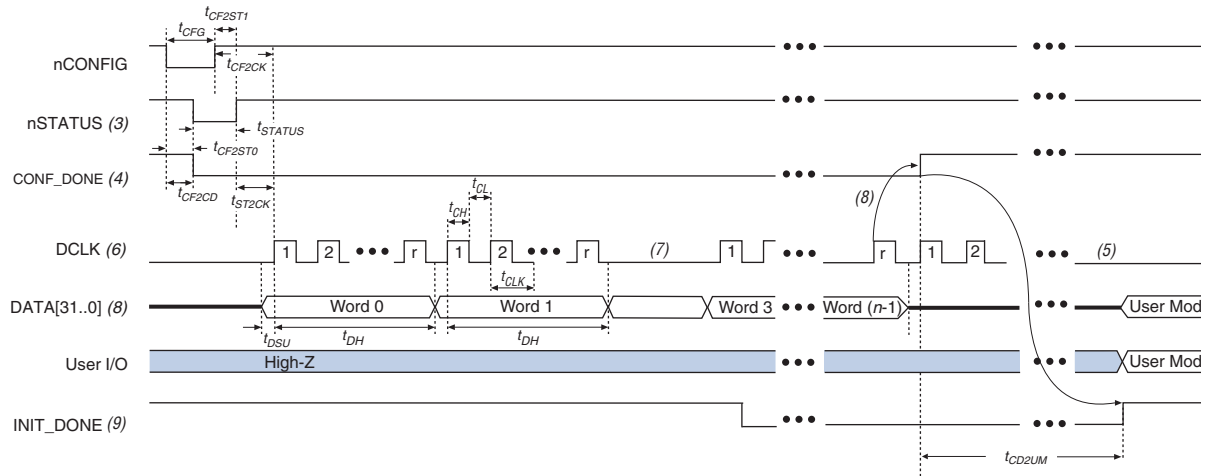 tCF2ST1
tCFG
nCONFIG
tCF2CK
nSTATUS (3)
tSTATUS
tCF2ST0
CONF_DONE (4)
tCF2CD
tST2CK
tCL
tCH
(8)
DCLK (6)
1 2 r 1 2 r (7) 1 r 1 2 (5)
tCLK
DATA[31..0] (8)
Word 0 Word 1 Word 3 Word (n-1) User Mod
tDSU tDH tDH
User I/O High-Z User Mod
INIT_DONE (9)
tCD2UM